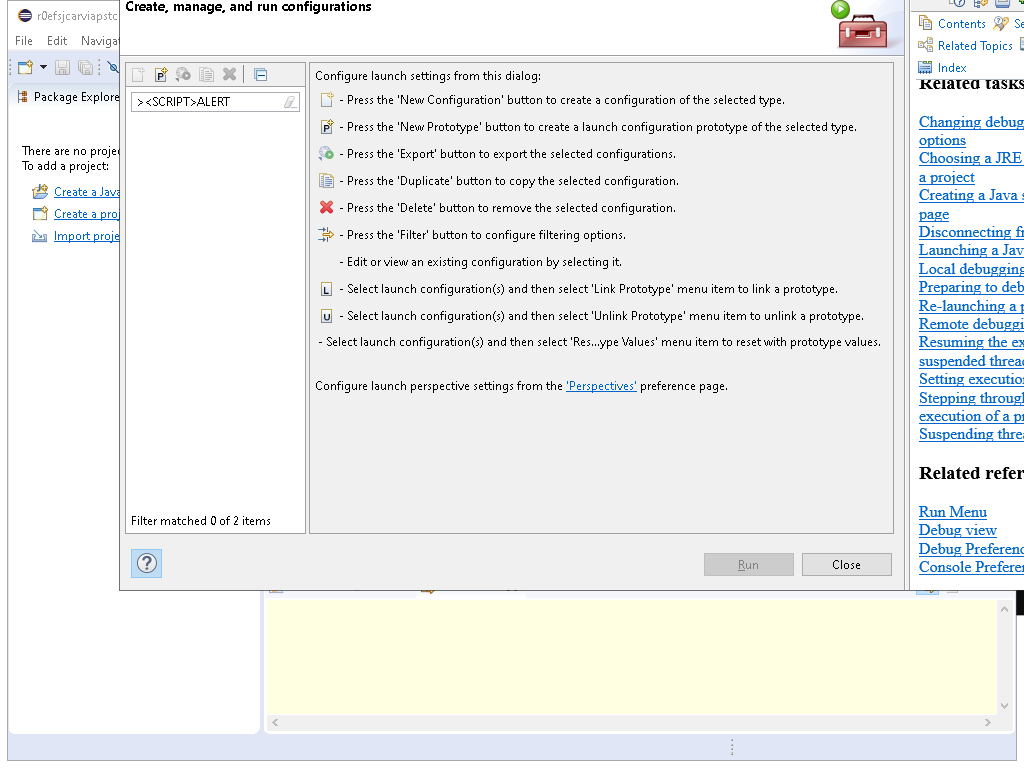 r0efsjcarviapstc
Create, manage, and run configurations
File Edit Naviga
Contents Se
Related Topics
Index
Package Explore
Configure launch settings from this dialog:
><SCRIPT>ALERT
- Press the 'New Configuration' button to create a configuration of the selected type.
- Press the 'New Prototype' button to create a launch configuration prototype of the selected type.
- Press the 'Export' button to export the selected configurations.
- Press the 'Duplicate' button to copy the selected configuration.
- Press the 'Delete' button to remove the selected configuration.
- Press the 'Filter' button to configure filtering options.
- Edit or view an existing configuration by selecting it.
- Select launch configuration(s) and then select 'Link Prototype' menu item to link a prototype.
- Select launch configuration(s) and then select 'Unlink Prototype' menu item to unlink a prototype.
- Select launch configuration(s) and then select 'Res...ype Values' menu item to reset with prototype values.
Configure launch perspective settings from the 'Perspectives' preference page.
There are no projec
To add a project:
Create a Java
Create a proj
Import proje
Filter matched 0 of 2 items
Run
Close
Related tasks
Changing debug
options
Choosing a JRE
a project
Creating a Java s
page
Disconnecting fr
Launching a Jav
Local debugging
Preparing to deb
Re-launching a p
Remote debuggi
Resuming the ex
suspended threa
Setting executio
Stepping through
execution of a pr
Suspending threa
Related refer
Run Menu
Debug view
Debug Preferenc
Console Preferen